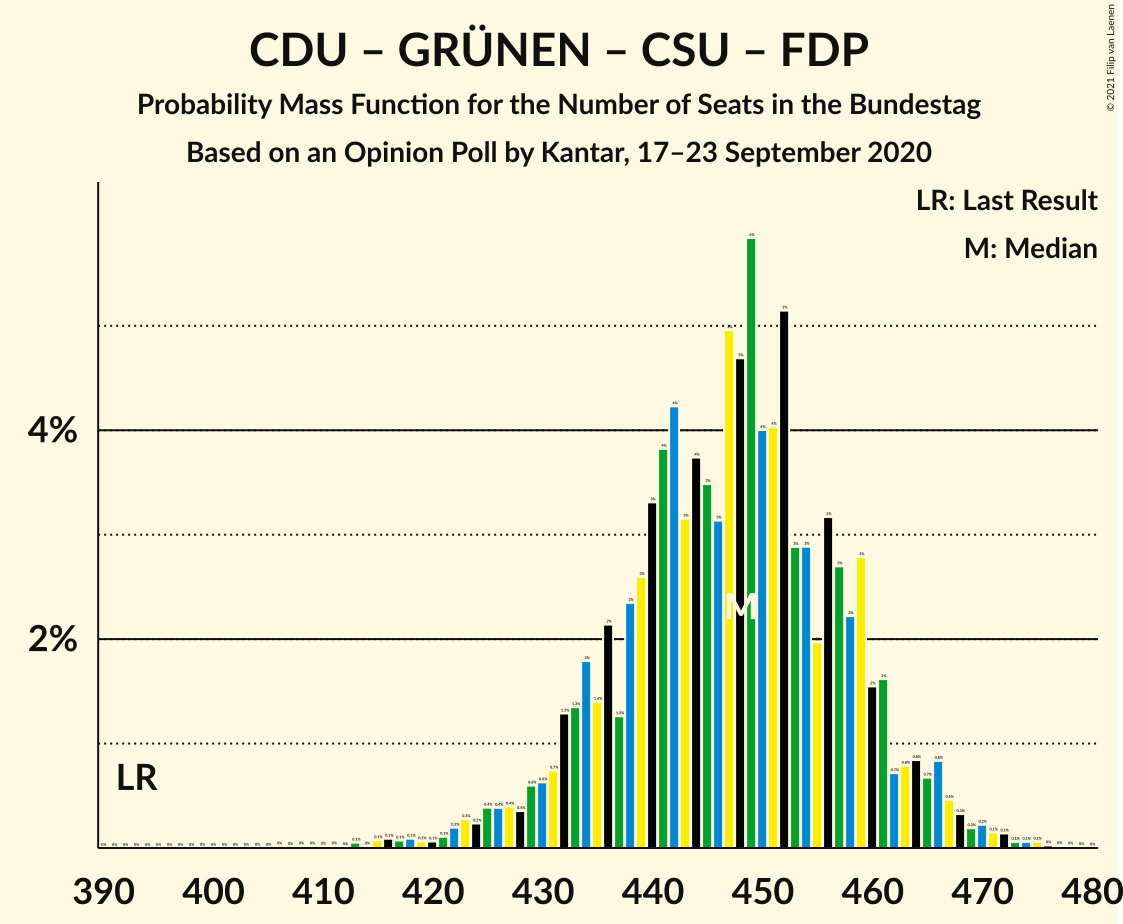 CDU – GRÜNEN – CSU – FDP
Probability Mass Function for the Number of Seats in the Bundestag
Based on an Opinion Poll by Kantar, 17–23 September 2020
© 2021 Filip van Laenen
LR: Last Result
M: Median
4%
2%
LR
M
390 400 410 420 430 440 450 460 470 480